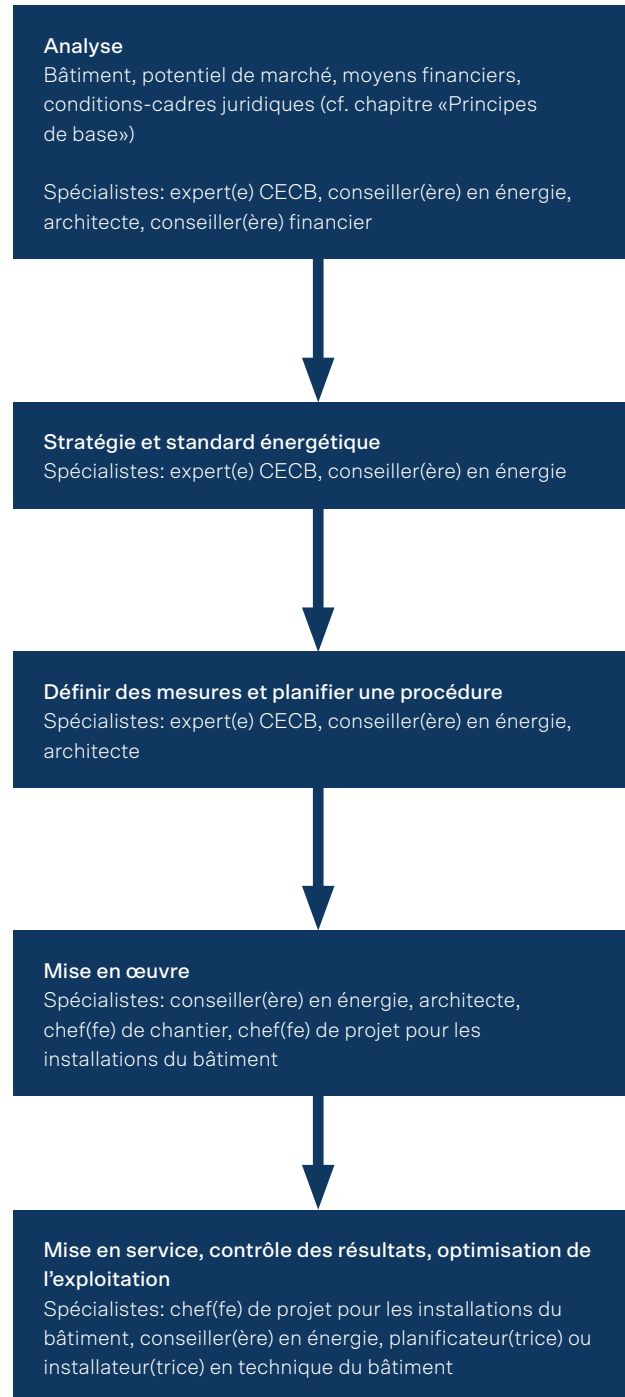 Analyse
Bâtiment, potentiel de marché, moyens financiers,
conditions-cadres juridiques (cf. chapitre «Principes
de base»)
Spécialistes: expert(e) CECB, conseiller(ère) en énergie,
architecte, conseiller(ère) financier
Stratégie et standard énergétique
Spécialistes: expert(e) CECB, conseiller(ère) en énergie
Définir des mesures et planifier une procédure
Spécialistes: expert(e) CECB, conseiller(ère) en énergie,
architecte
Mise en œuvre
Spécialistes: conseiller(ère) en énergie, architecte,
chef(fe) de chantier, chef(fe) de projet pour les
installations du bâtiment
Mise en service, contrôle des résultats, optimisation de
l’exploitation
Spécialistes: chef(fe) de projet pour les installations du
bâtiment, conseiller(ère) en énergie, planificateur(trice) ou
installateur(trice) en technique du bâtiment